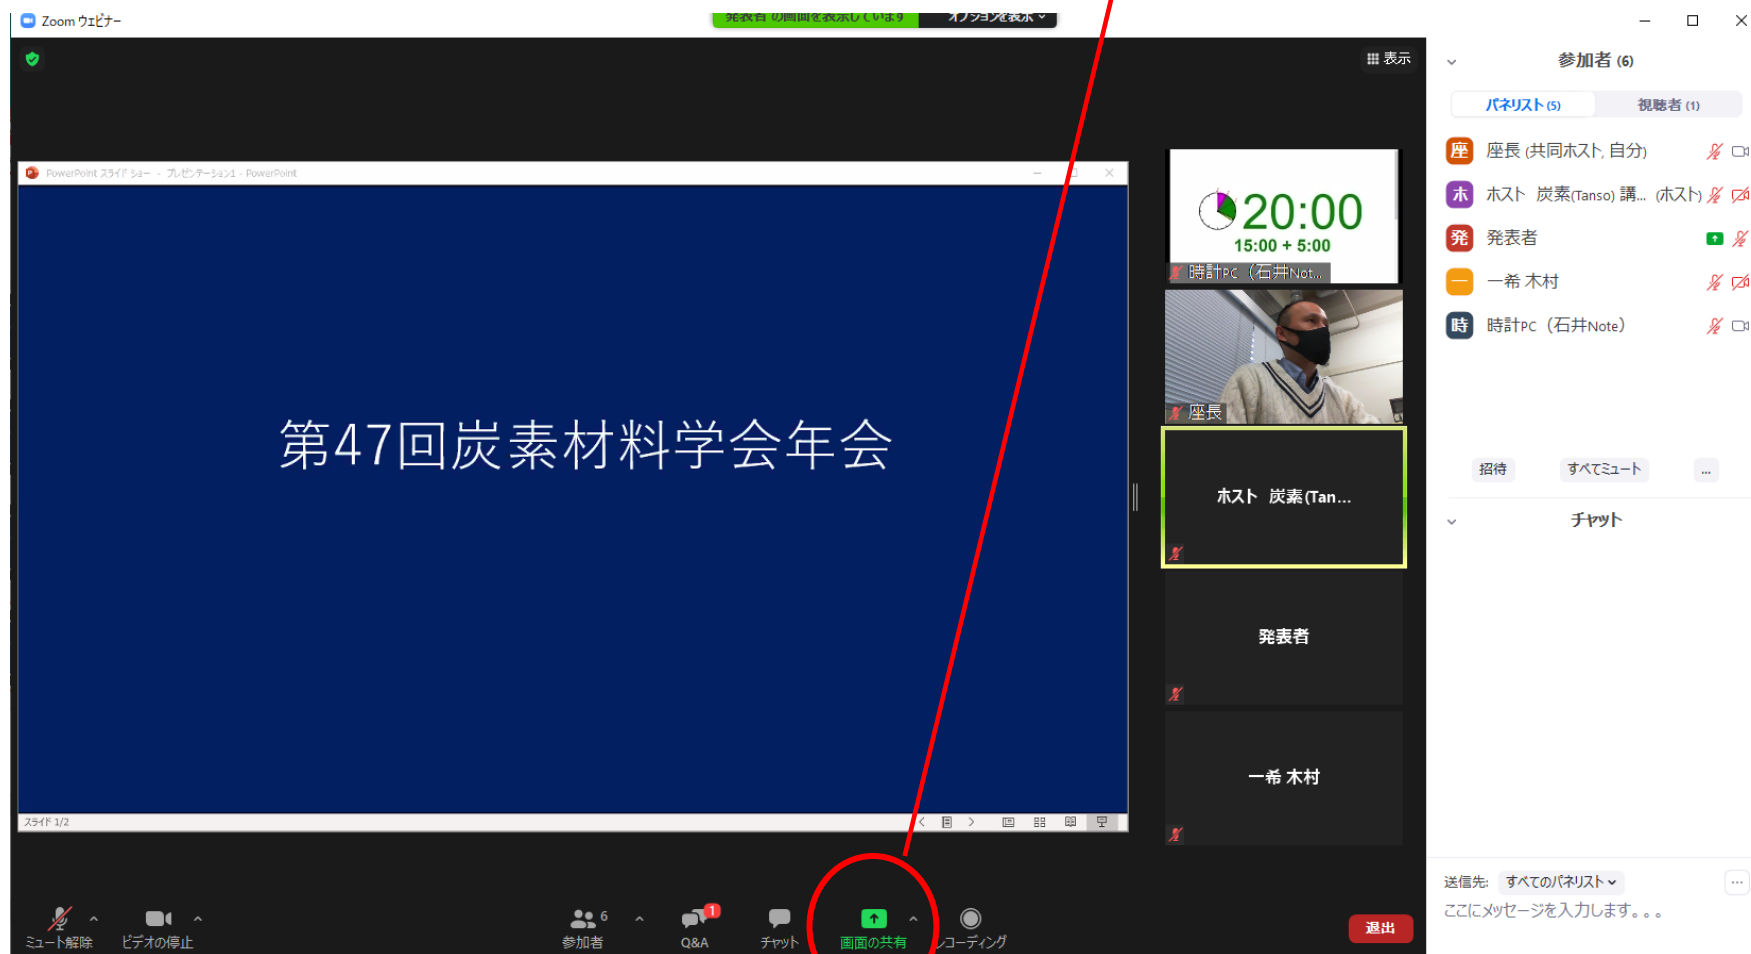 Zoom ウェビナー
発表者 の画面を表示しています
オプションを表示
表示
PowerPoint スライド ショー - プレゼンテーション1 - PowerPoint
第47回炭素材料学会年会
スライド 1/2
20:00
15:00 + 5:00
時計PC（石井Not...
座長
ホスト 炭素(Tan...
発表者
一希 木村
参加者 (6)
パネリスト (5)
視聴者 (1)
座 座長 (共同ホスト, 自分)
ホ ホスト 炭素(Tanso) 講... (ホスト)
発 発表者
一 一希 木村
時 時計PC（石井Note）
招待
すべてミュート
...
チャット
送信先: すべてのパネリスト
...
ここにメッセージを入力します。。。
ミュート解除
ビデオの停止
6
参加者
1
Q&A
チャット
画面の共有
レコーディング
退出